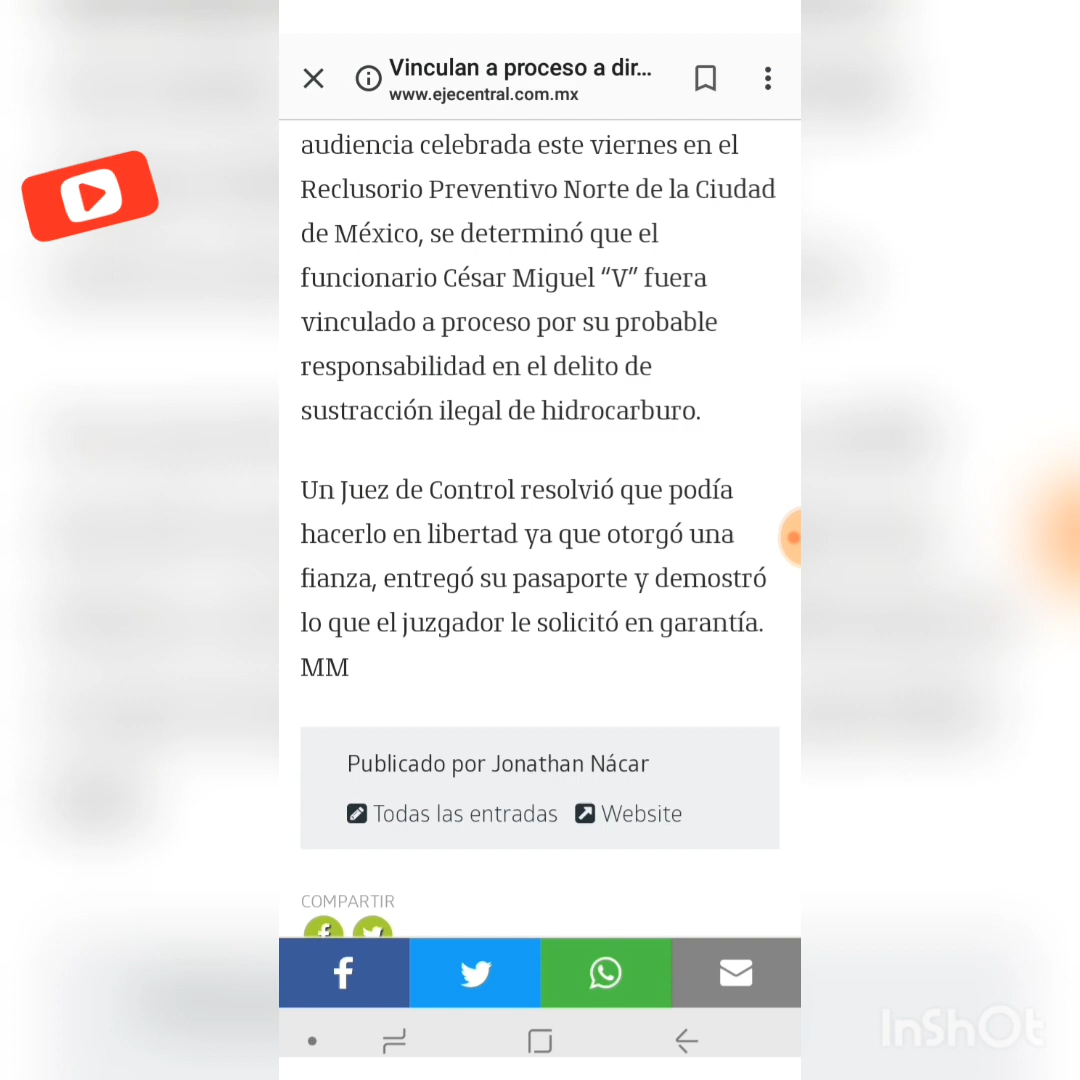 Vinculan a proceso a dir...
www.ejecentral.com.mx
audiencia celebrada este viernes en el
Reclusorio Preventivo Norte de la Ciudad
de México, se determinó que el
funcionario César Miguel “V” fuera
vinculado a proceso por su probable
responsabilidad en el delito de
sustracción ilegal de hidrocarburo.
Un Juez de Control resolvió que podía
hacerlo en libertad ya que otorgó una
fianza, entregó su pasaporte y demostró
lo que el juzgador le solicitó en garantía.
MM
Publicado por Jonathan Nácar
Todas las entradas Website
COMPARTIR
InShOt